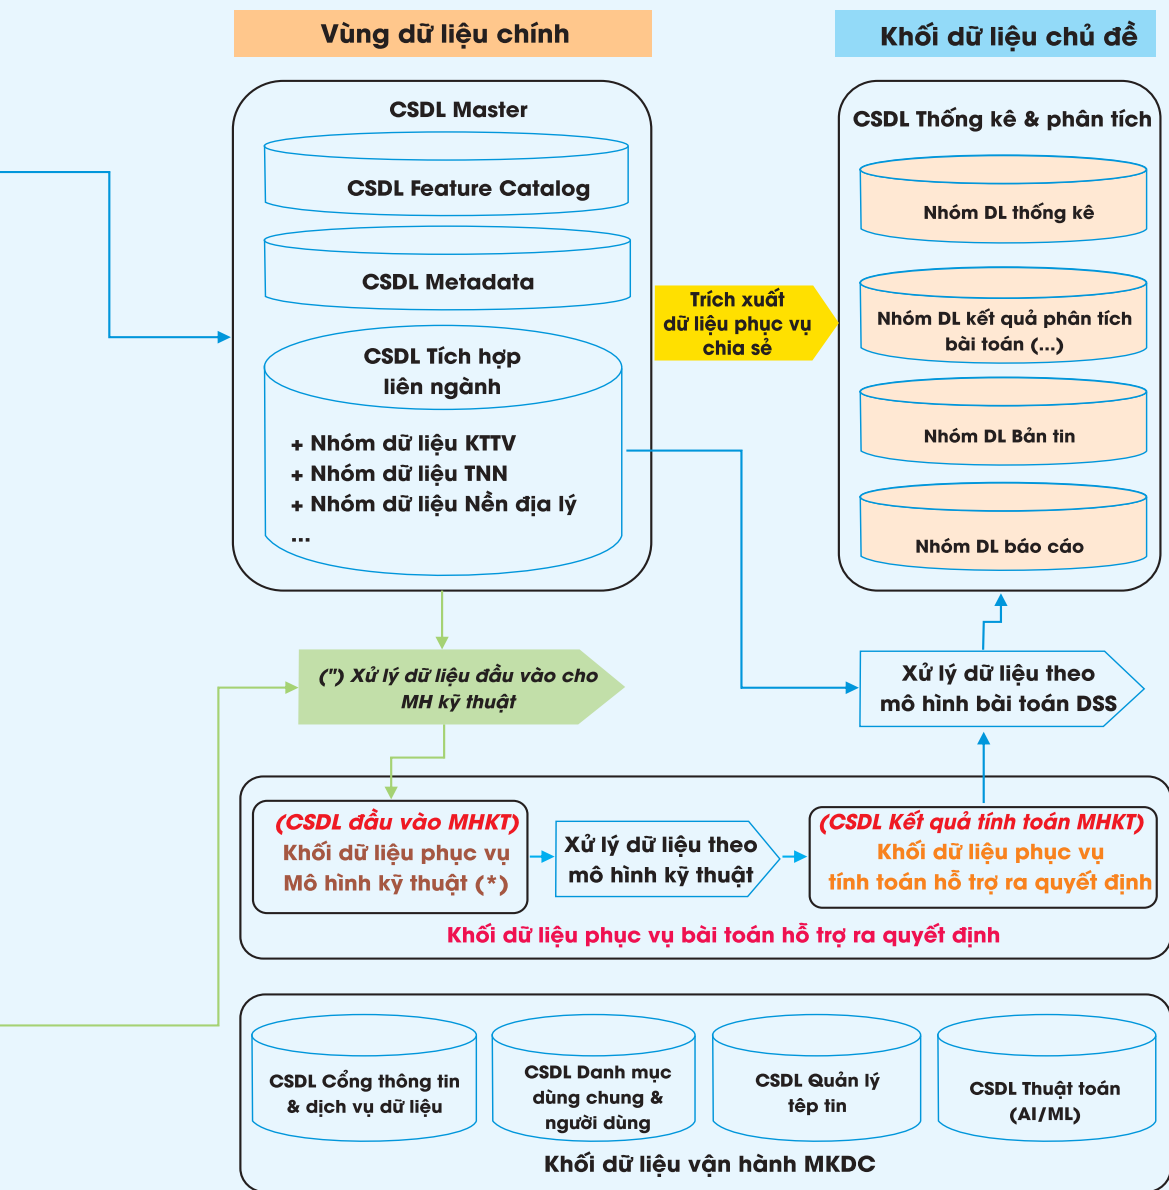 Vùng dữ liệu chính
Khối dữ liệu chủ đề
CSDL Master
CSDL Feature Catalog
CSDL Metadata
CSDL Tích hợp
liên ngành
+ Nhóm dữ liệu KTTV
+ Nhóm dữ liệu TNN
+ Nhóm dữ liệu Nền địa lý
...
Trích xuất
dữ liệu phục vụ
chia sẻ
CSDL Thống kê & phân tích
Nhóm DL thống kê
Nhóm DL kết quả phân tích
bài toán (...)
Nhóm DL Bản tin
Nhóm DL báo cáo
(") Xử lý dữ liệu đầu vào cho
MH kỹ thuật
Xử lý dữ liệu theo
mô hình bài toán DSS
(CSDL đầu vào MHKT)
Khối dữ liệu phục vụ
Mô hình kỹ thuật (*)
Xử lý dữ liệu theo
mô hình kỹ thuật
(CSDL Kết quả tính toán MHKT)
Khối dữ liệu phục vụ
tính toán hỗ trợ ra quyết định
Khối dữ liệu phục vụ bài toán hỗ trợ ra quyết định
CSDL Cổng thông tin
& dịch vụ dữ liệu
CSDL Danh mục
dùng chung &
người dùng
CSDL Quản lý
têp tin
CSDL Thuật toán
(AI/ML)
Khối dữ liệu vận hành MKDC